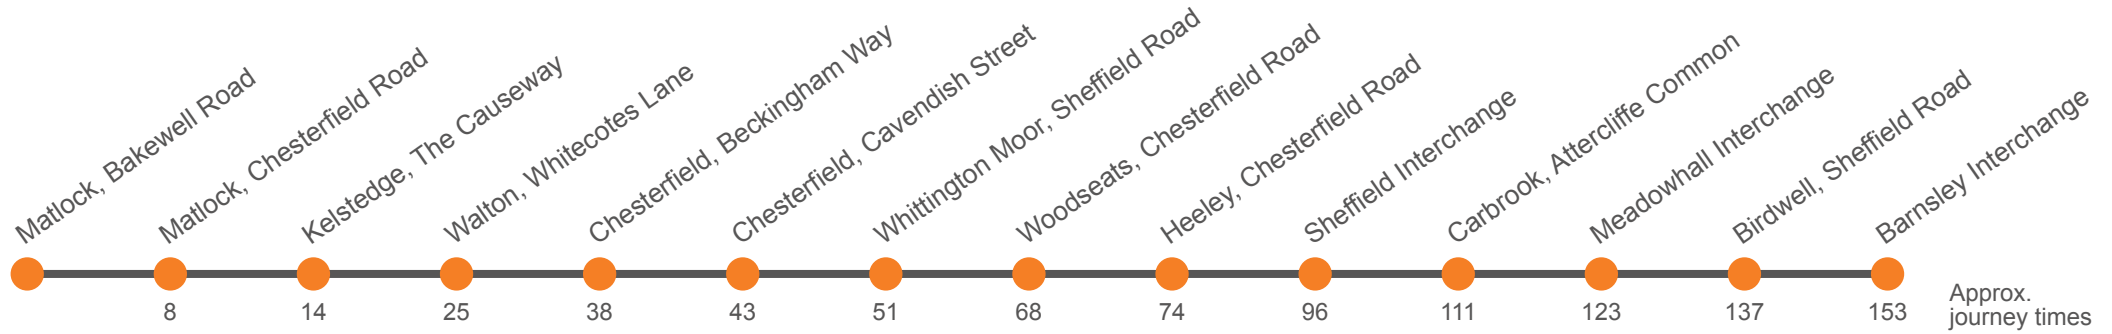 Matlock, Bakewell Road
Matlock, Chesterfield Road
Kelstedge, The Causeway
Walton, Whitecotes Lane
Chesterfield, Beckingham Way
Chesterfield, Cavendish Street
Whittington Moor, Sheffield Road
Woodseats, Chesterfield Road
Heeley, Chesterfield Road
Sheffield Interchange
Carbrook, Attercliffe Common
Meadowhall Interchange
Birdwell, Sheffield Road
Barnsley Interchange
8 14 25 38 43 51 68 74 96 111 123 137 153
Approx.
journey times